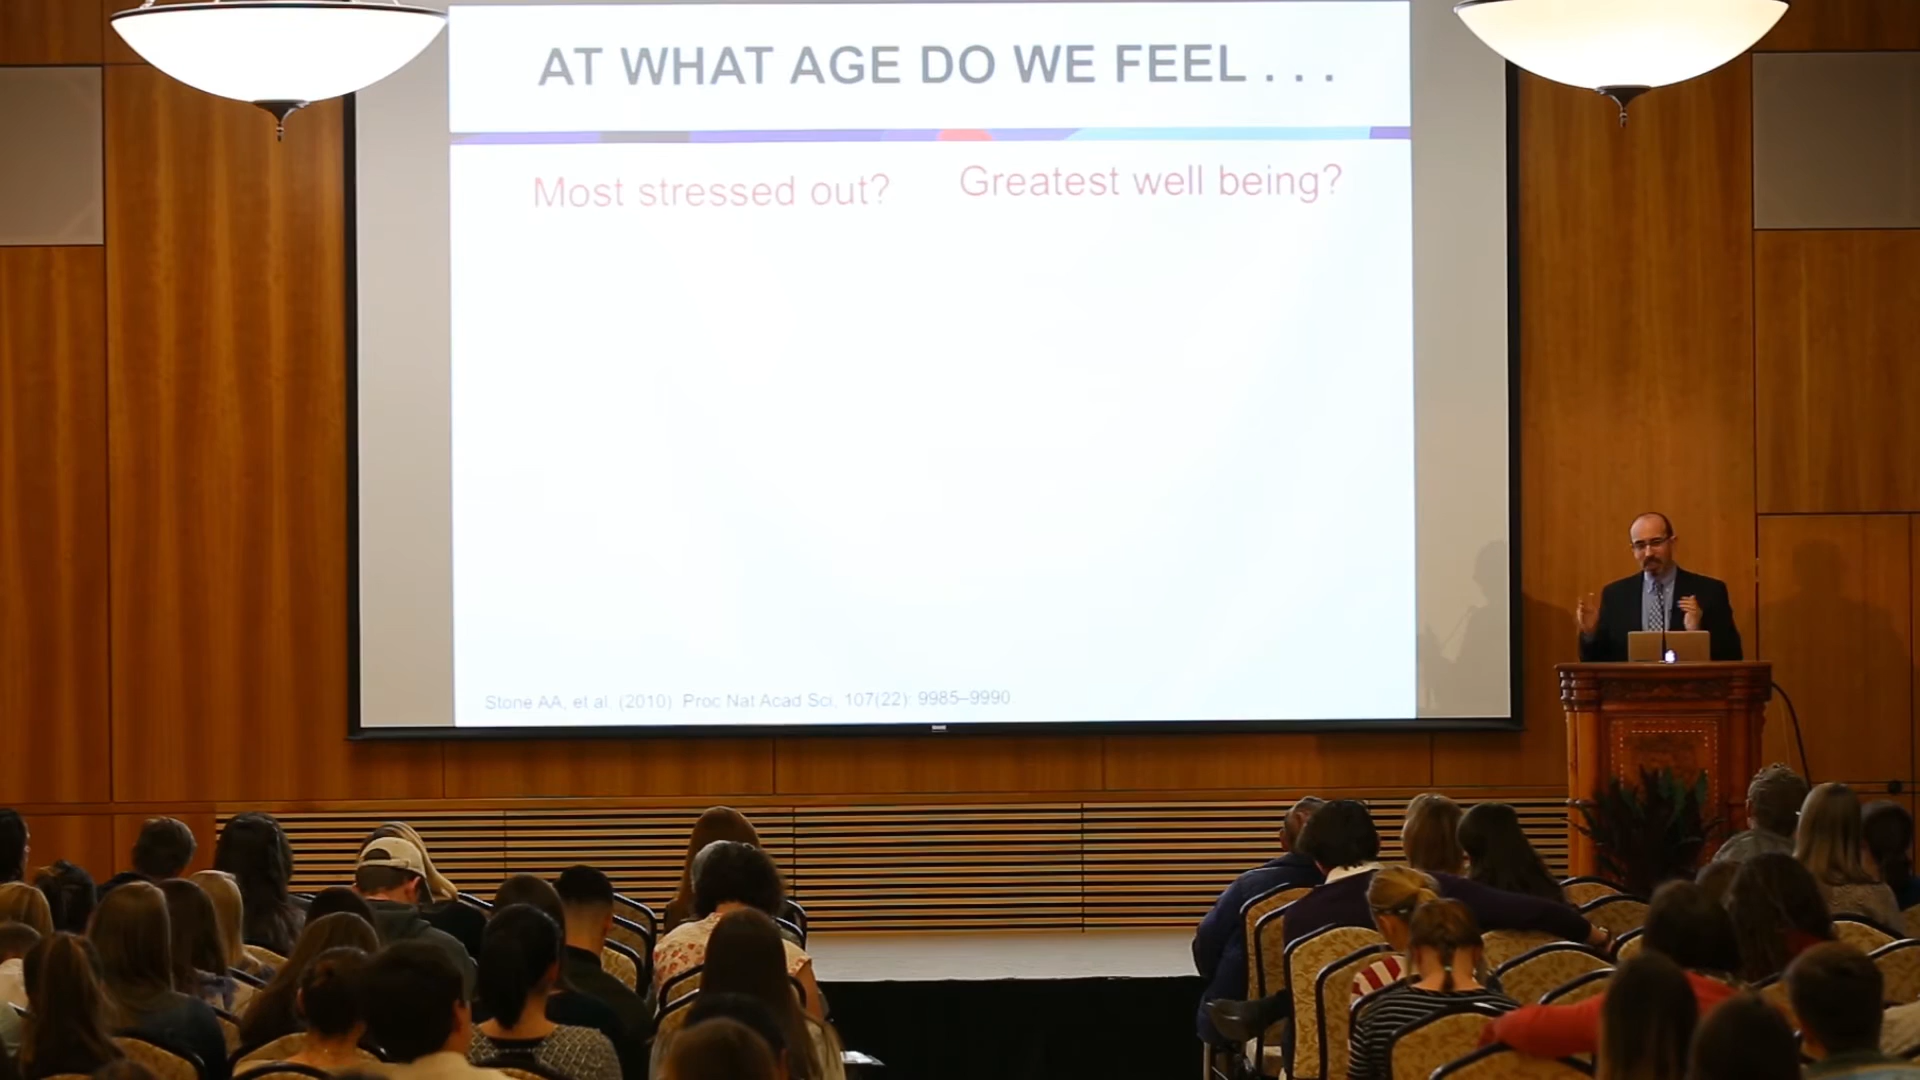 AT WHAT AGE DO WE FEEL . . .
Most stressed out? Greatest well being?
Stone AA, et al. (2010) Proc Nat Acad Sci, 107(22): 9985–9990